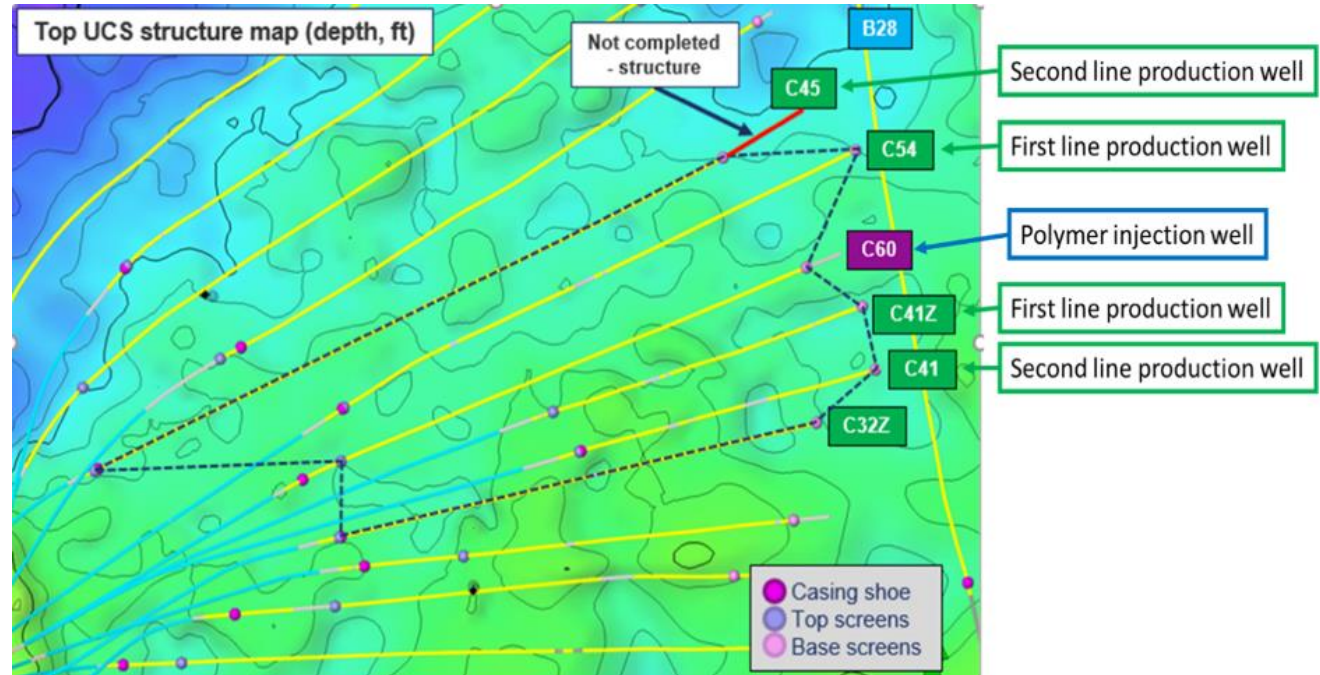 Top UCS structure map (depth, ft)
Not completed
- structure
B28
C45
Second line production well
C54
First line production well
C60
Polymer injection well
C41Z
First line production well
C41
Second line production well
C32Z
Casing shoe
Top screens
Base screens